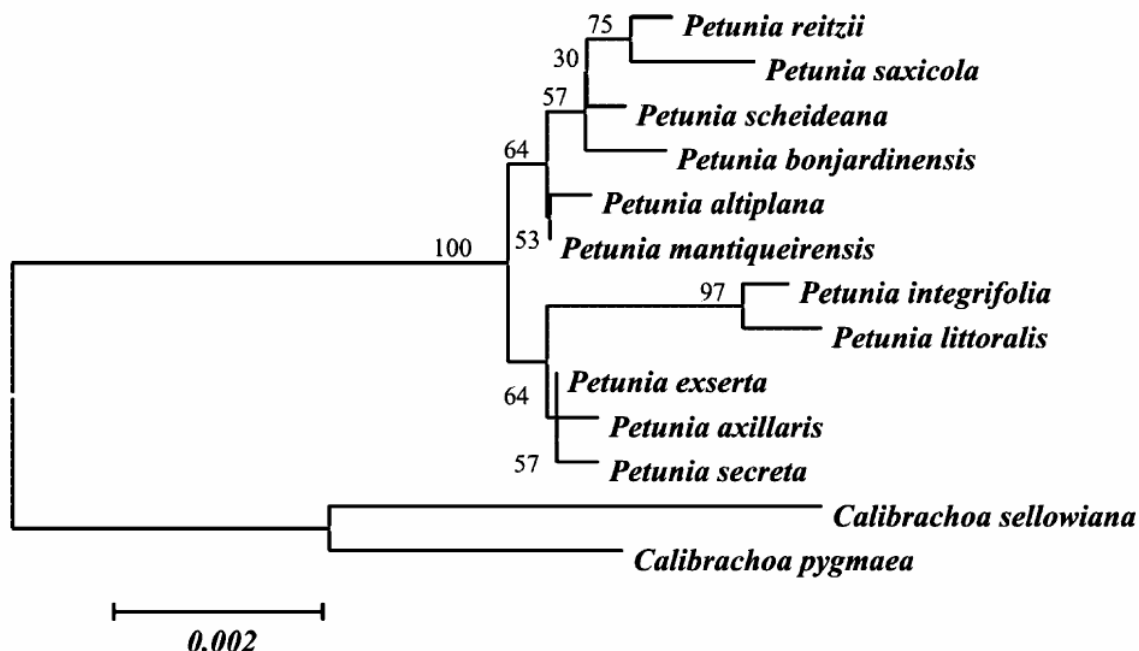 75
Petunia reitzii
30
Petunia saxicola
57
Petunia scheideana
64
Petunia bonjardinensis
Petunia altiplana
100
53
Petunia mantiqueirensis
97
Petunia integrifolia
Petunia littoralis
Petunia exserta
64
Petunia axillaris
57
Petunia secreta
Calibrachoa sellowiana
Calibrachoa pygmaea
0.002